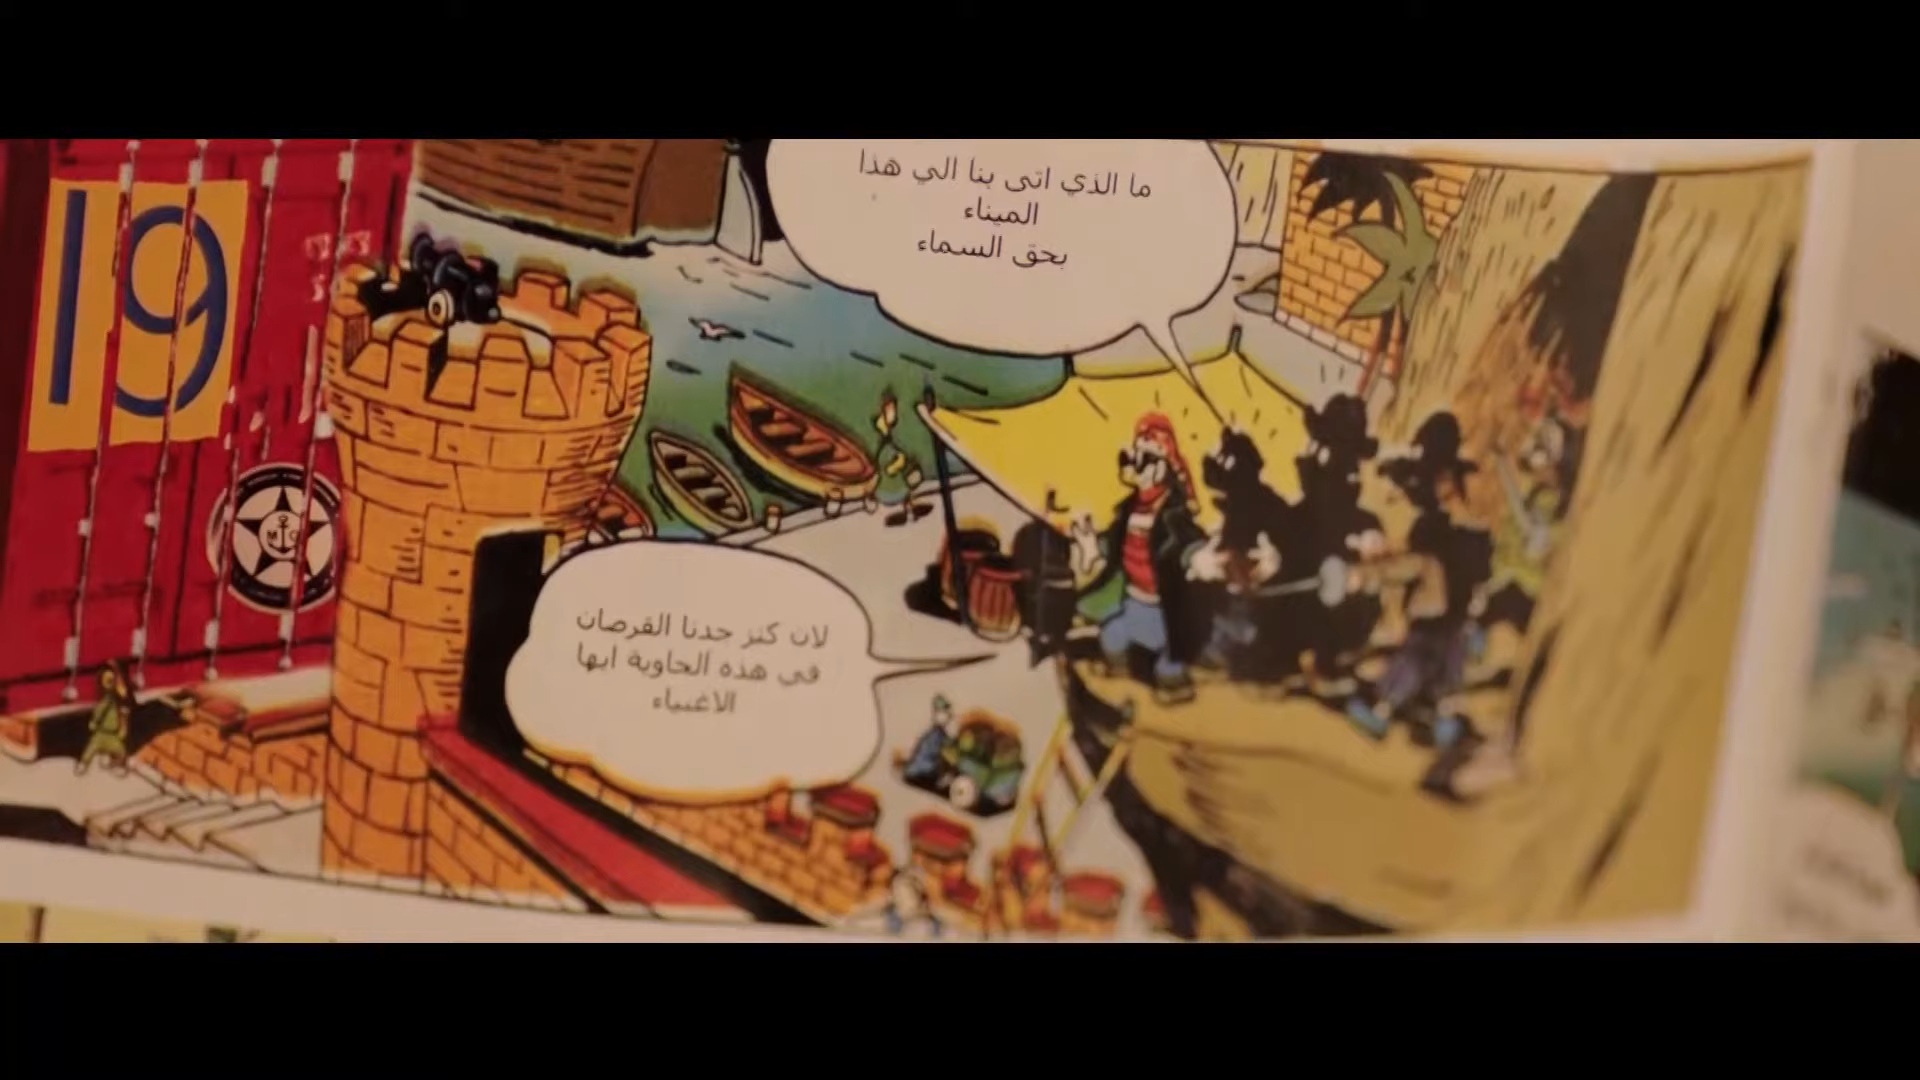 ما الذي اتى بنا الي هذا
الميناء
بحق السماء
لان كنز جدنا القرصان
في هذه الحاوية ايها
الاغبياء
19
M C